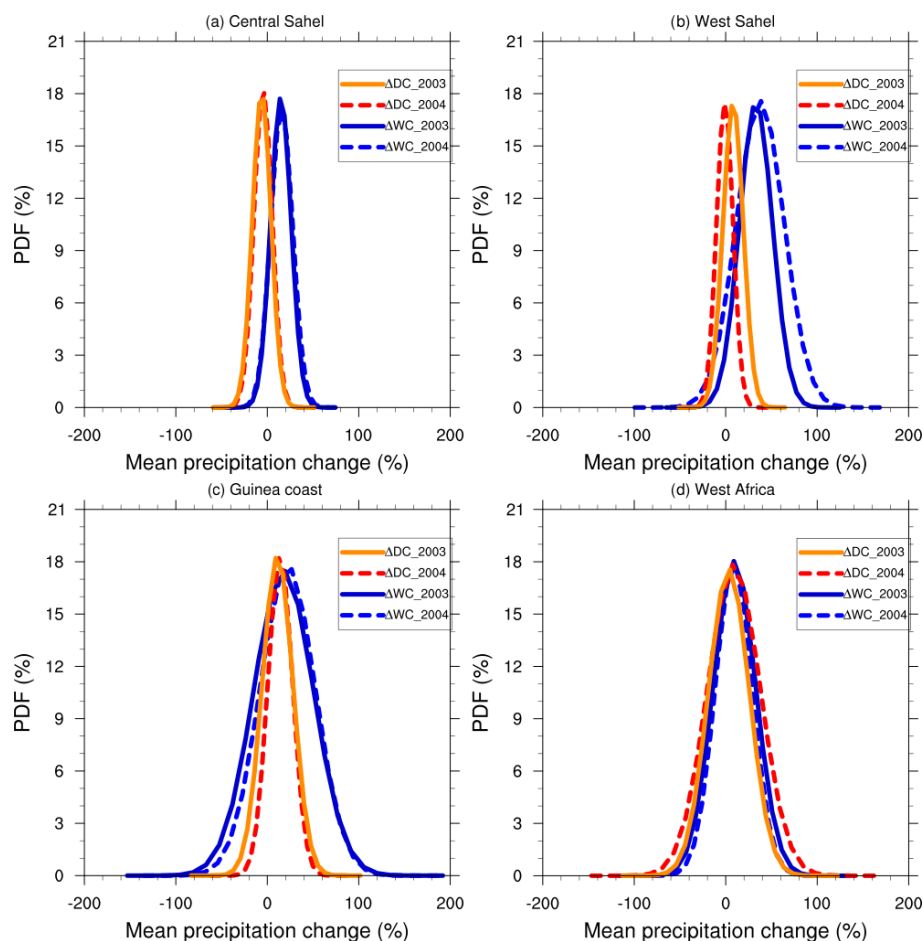 (a) Central Sahel
21
18
15
12
9
6
3
0
PDF (%)
ΔDC_2003
ΔDC_2004
ΔWC_2003
ΔWC_2004
-200 -100 0 100 200
Mean precipitation change (%)
(b) West Sahel
21
18
15
12
9
6
3
0
PDF (%)
ΔDC_2003
ΔDC_2004
ΔWC_2003
ΔWC_2004
-200 -100 0 100 200
Mean precipitation change (%)
(c) Guinea coast
21
18
15
12
9
6
3
0
PDF (%)
ΔDC_2003
ΔDC_2004
ΔWC_2003
ΔWC_2004
-200 -100 0 100 200
Mean precipitation change (%)
(d) West Africa
21
18
15
12
9
6
3
0
PDF (%)
ΔDC_2003
ΔDC_2004
ΔWC_2003
ΔWC_2004
-200 -100 0 100 200
Mean precipitation change (%)